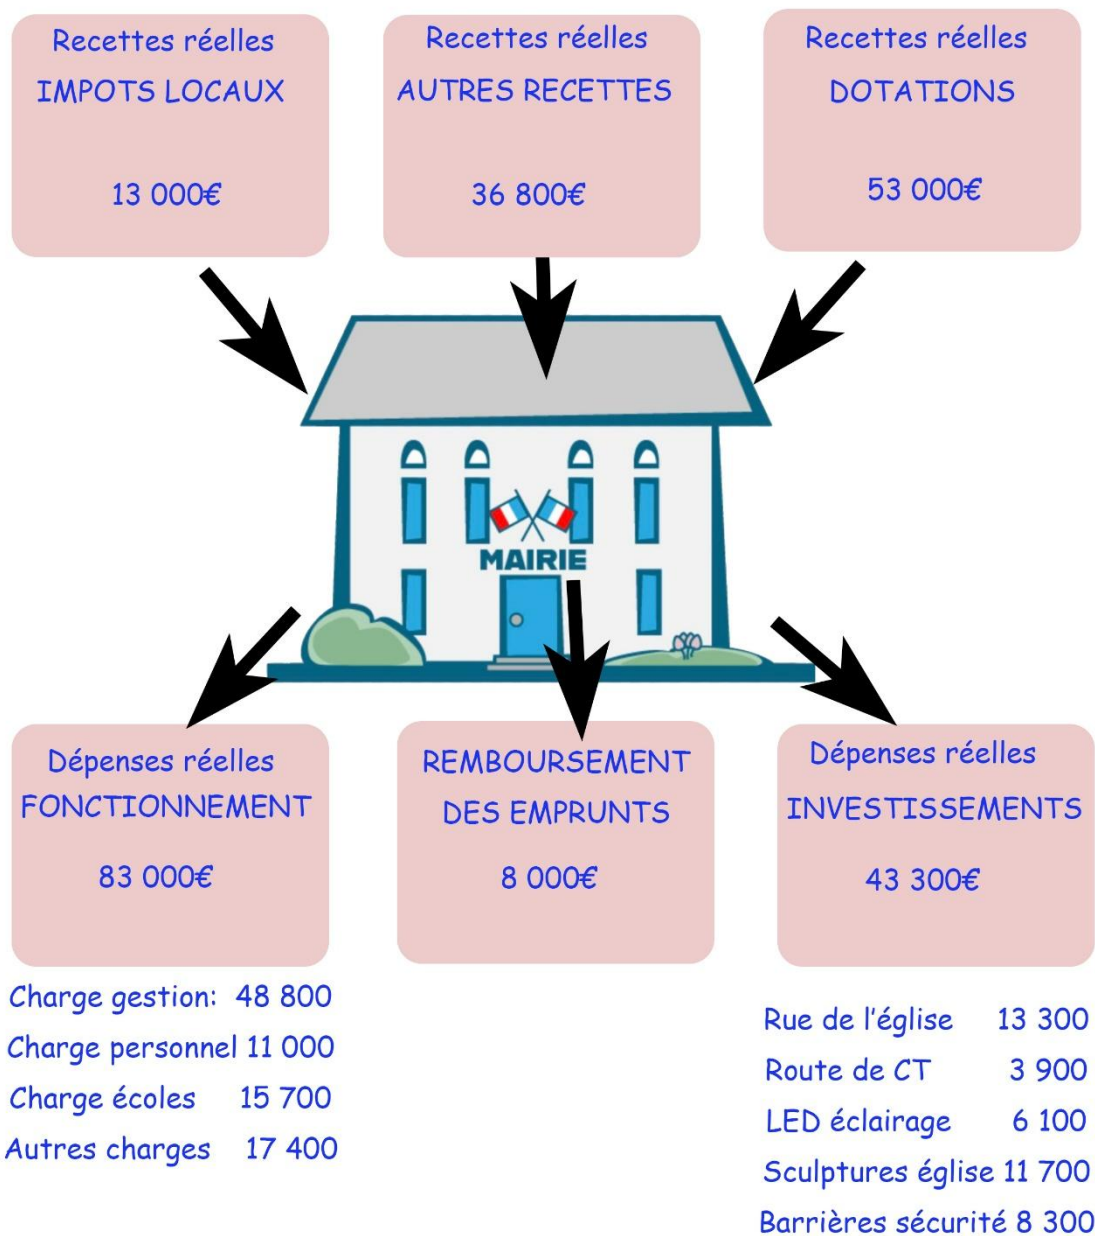 Recettes réelles
IMPOTS LOCAUX
13 000€
Recettes réelles
AUTRES RECETTES
36 800€
Recettes réelles
DOTATIONS
53 000€
MAIRIE
Dépenses réelles
FONCTIONNEMENT
83 000€
REMBOURSEMENT
DES EMPRUNTS
8 000€
Dépenses réelles
INVESTISSEMENTS
43 300€
Charge gestion: 48 800
Charge personnel 11 000
Charge écoles 15 700
Autres charges 17 400
Rue de l'église 13 300
Route de CT 3 900
LED éclairage 6 100
Sculptures église 11 700
Barrières sécurité 8 300